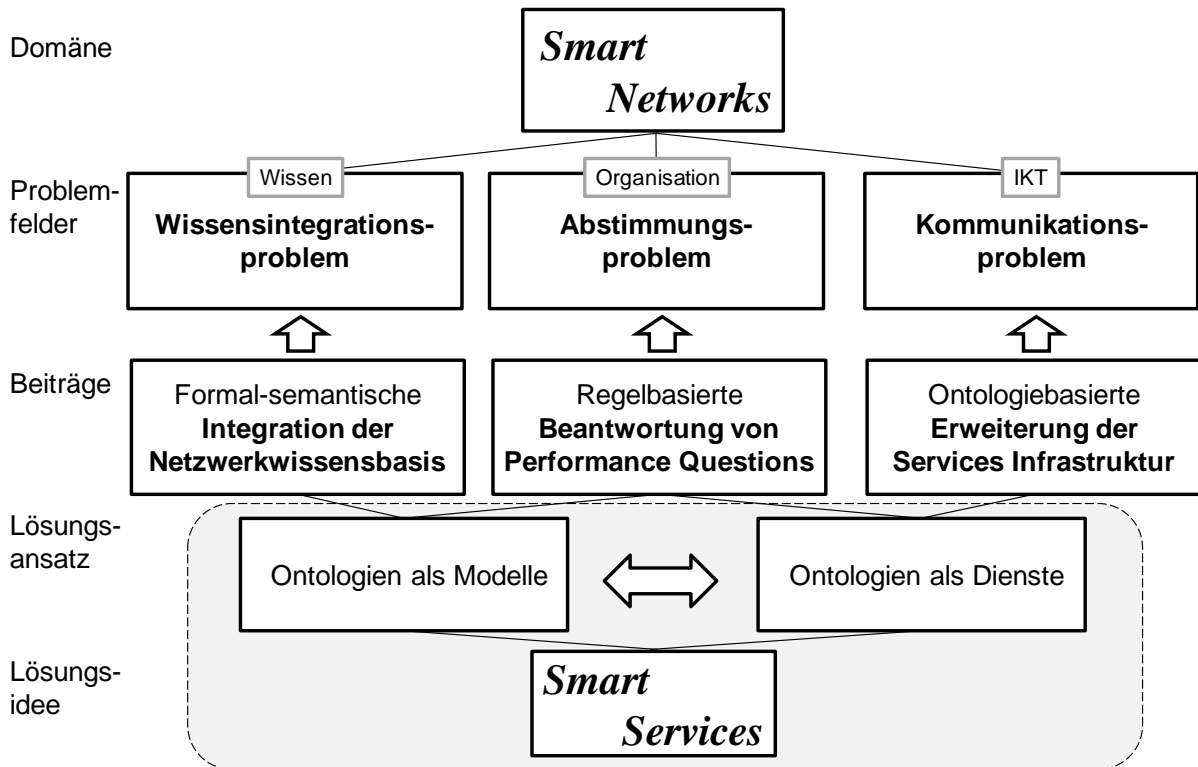 Domäne
Smart
Networks
Problem-
felder
Wissen
Wissensintegrations-
problem
Organisation
Abstimmungs-
problem
IKT
Kommunikations-
problem
Beiträge
Formal-semantische
Integration der
Netzwerkwissensbasis
Regelbasierte
Beantwortung von
Performance Questions
Ontologiebasierte
Erweiterung der
Services Infrastruktur
Lösungs-
ansatz
Ontologien als Modelle
Ontologien als Dienste
Lösungs-
idee
Smart
Services